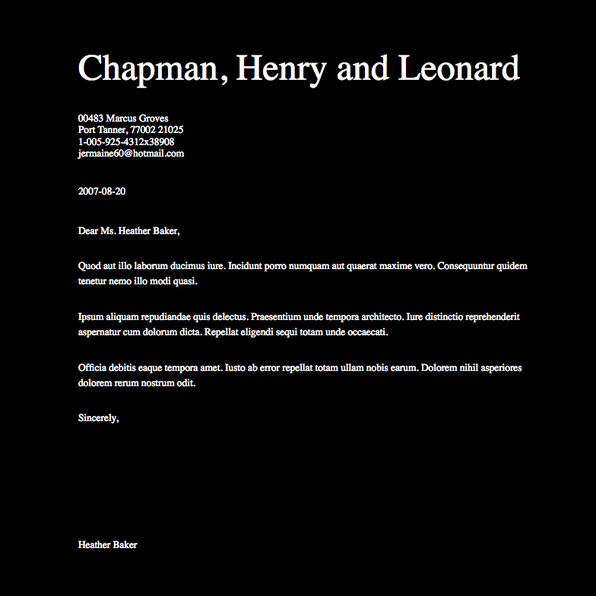 Chapman, Henry and Leonard
00483 Marcus Groves
Port Tanner, 77002 21025
1-005-925-4312x38908
jermaine60@hotmail.com
2007-08-20
Dear Ms. Heather Baker,
Quod aut illo laborum ducimus iure. Incidunt porro numquam aut quaerat maxime vero. Consequuntur quidem
tenetur nemo illo modi quasi.
Ipsum aliquam repudiandae quis delectus. Praesentium unde tempora architecto. Iure distinctio reprehenderit
aspernatur cum dolorum dicta. Repellat eligendi sequi totam unde occaecati.
Officia debitis eaque tempora amet. Iusto ab error repellat totam ullam nobis earum. Dolorem nihil asperiores
dolorem rerum nostrum odit.
Sincerely,
Heather Baker